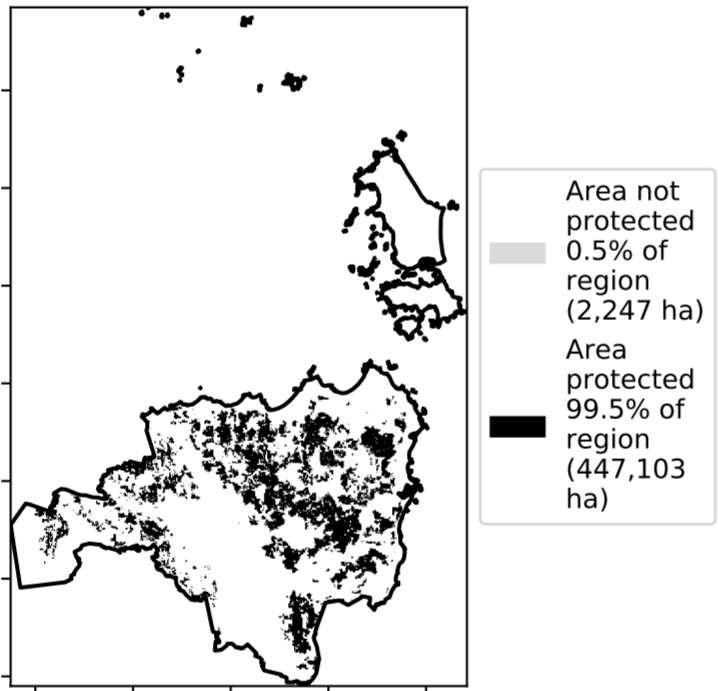 Area not
protected
0.5% of
region
(2,247 ha)
Area
protected
99.5% of
region
(447,103
ha)